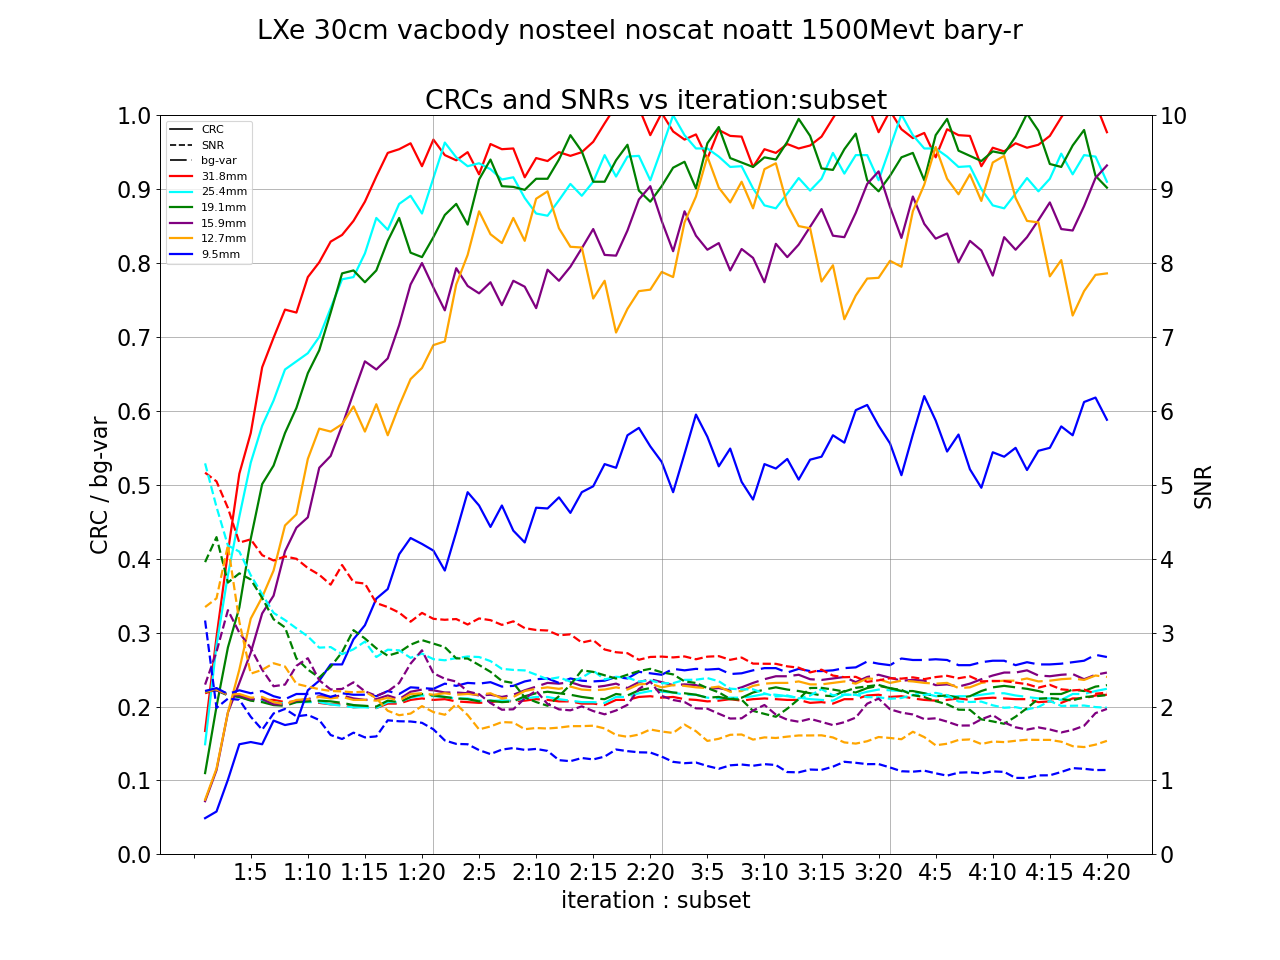 LXe 30cm vacbody nosteel noscat noatt 1500Mevt bary-r
CRCs and SNRs vs iteration:subset
CRC
SNR
bg-var
31.8mm
25.4mm
19.1mm
15.9mm
12.7mm
9.5mm
CRC / bg-var
1.0
0.9
0.8
0.7
0.6
0.5
0.4
0.3
0.2
0.1
0.0
10
9
8
7
6
5
4
3
2
1
0
SNR
1:5 1:10 1:15 1:20 2:5 2:10 2:15 2:20 3:5 3:10 3:15 3:20 4:5 4:10 4:15 4:20
iteration : subset